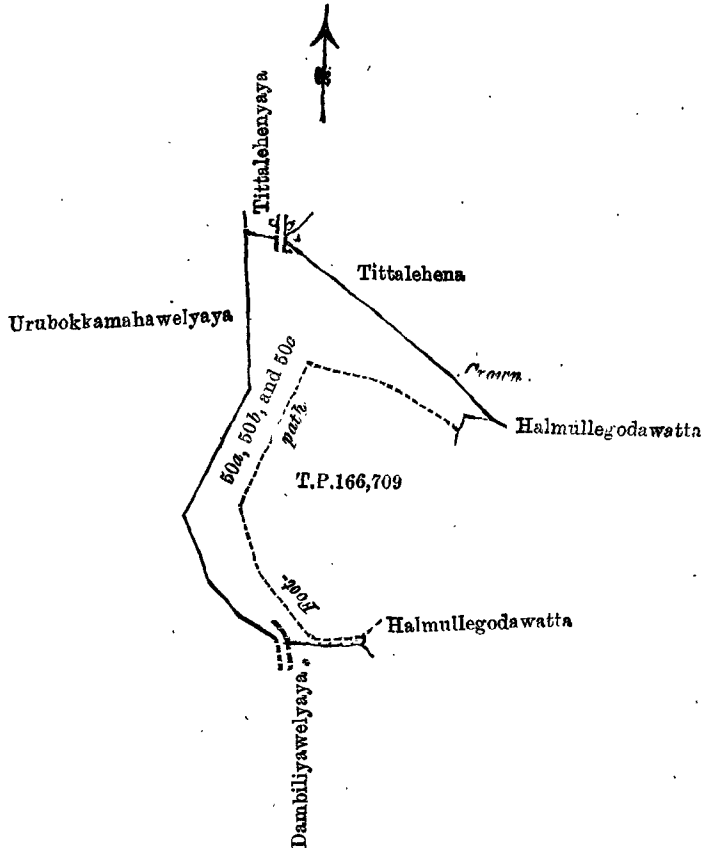 Tittalehenyaya
Tittalehena
Urubokkamahawelyaya
Crown.
50a, 50b, and 50c
path
Halmullegodawatta
T.P.166,709
Foot-
Halmullegodawatta
Dambiliyawelyaya.